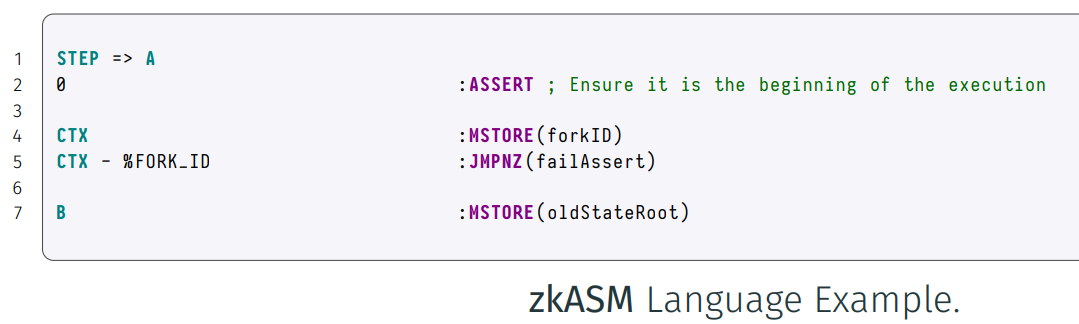 1 STEP => A
2 0 :ASSERT ; Ensure it is the beginning of the execution
3
4 CTX :MSTORE(forkID)
5 CTX - %FORK_ID :JMPNZ(failAssert)
6
7 B :MSTORE(oldStateRoot)
zkASM Language Example.